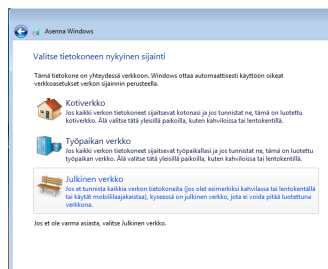 Asenna Windows
Valitse tietokoneen nykyinen sijainti
Tämä tietokone on yhteydessä verkkoon. Windows ottaa automaattisesti käyttöön oikeat
verkkoasetukset verkon sijainnin perusteella.
Kotiverkko
Jos kaikki verkon tietokoneet sijaitsevat kotonasi ja jos tunnistat ne, tämä on luotettu
kotiverkko. Älä valitse tätä yleisillä paikoilla, kuten kahviloissa tai lentokentillä.
Työpaikan verkko
Jos kaikki verkon tietokoneet sijaitsevat työpaikallasi ja jos tunnistat ne, tämä on luotettu
työpaikan verkko. Älä valitse tätä yleisillä paikoilla, kuten kahviloissa tai lentokentillä.
Julkinen verkko
Jos et tunnista kaikkia verkon tietokoneita (jos olet esimerkiksi kahvilassa tai lentokentällä
tai käytät mobiililaajakaistaa), kyseessä on julkinen verkko, jota ei voida pitää luotettuna
verkkona.
Jos et ole varma asiasta, valitse Julkinen verkko.